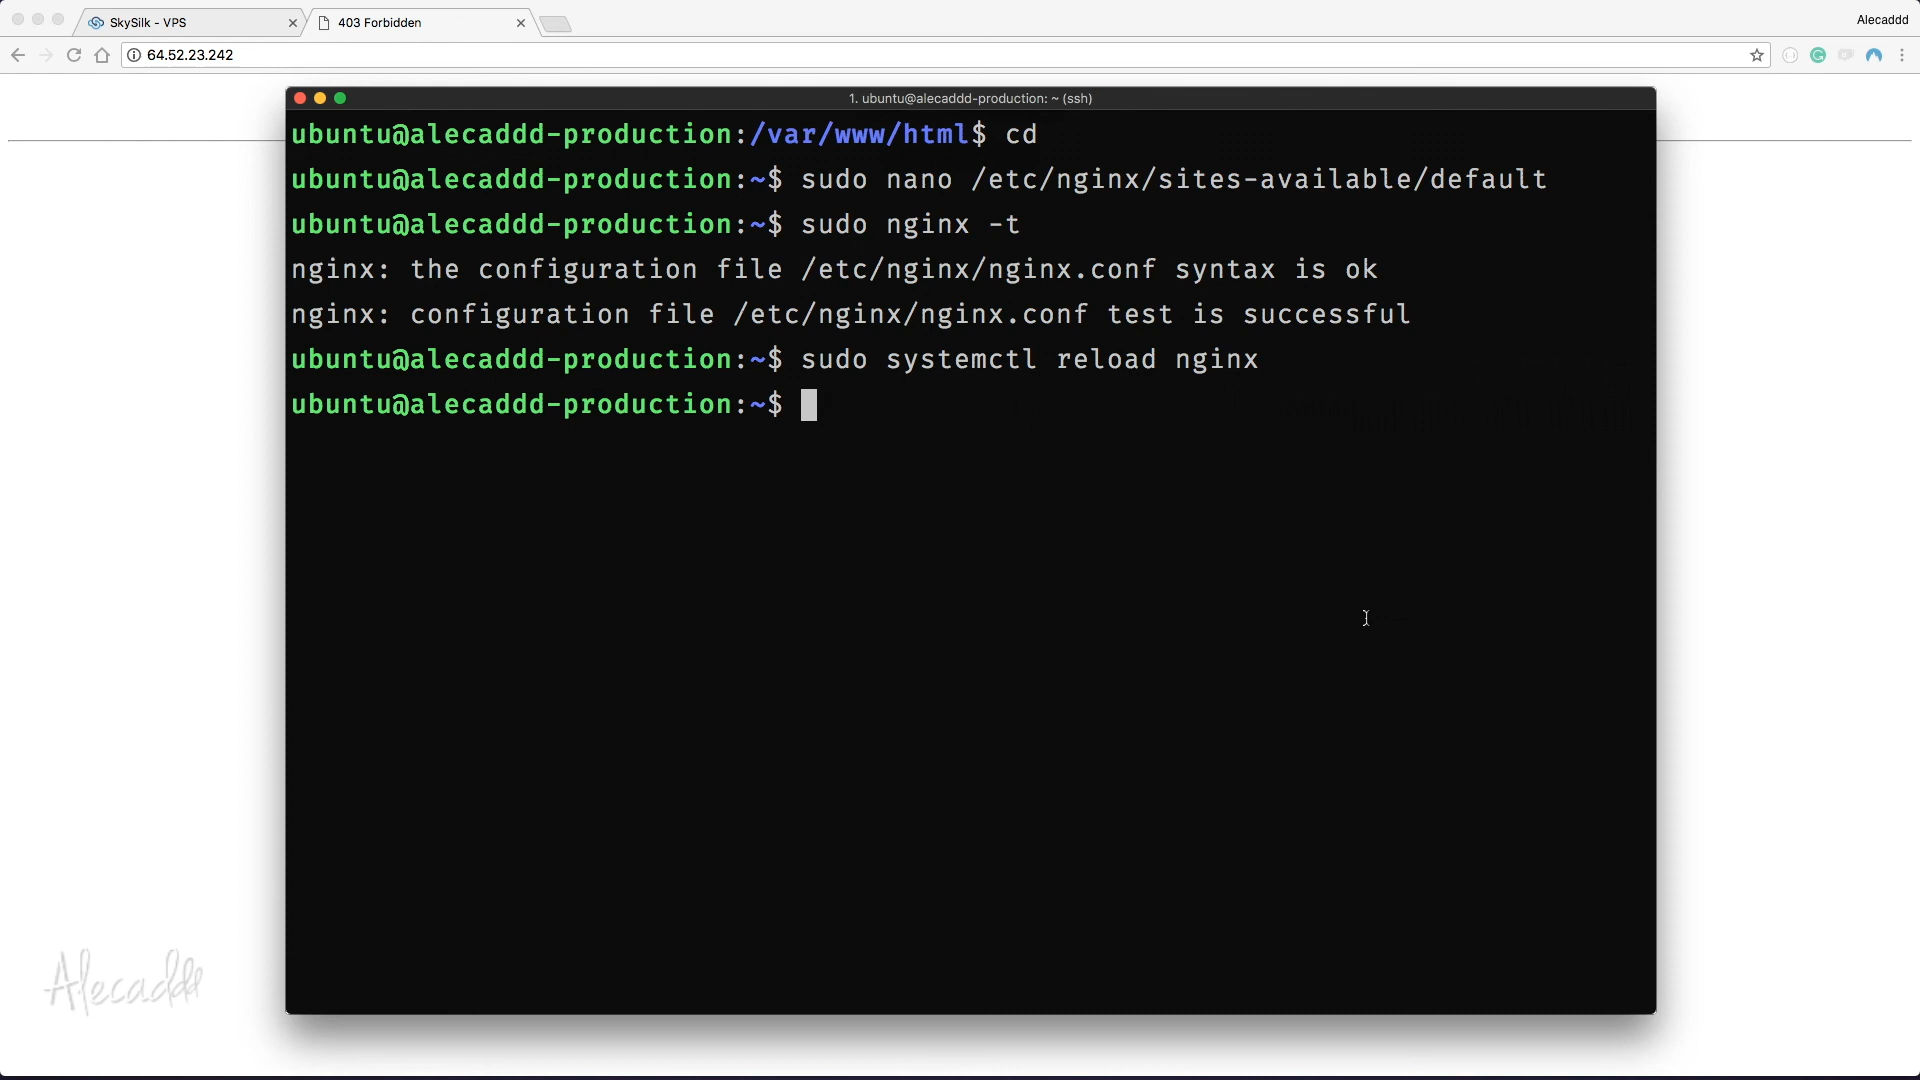 SkySilk - VPS
403 Forbidden
Alecaddd
64.52.23.242
1. ubuntu@alecaddd-production: ~ (ssh)
ubuntu@alecaddd-production:/var/www/html$ cd
ubuntu@alecaddd-production:~$ sudo nano /etc/nginx/sites-available/default
ubuntu@alecaddd-production:~$ sudo nginx -t
nginx: the configuration file /etc/nginx/nginx.conf syntax is ok
nginx: configuration file /etc/nginx/nginx.conf test is successful
ubuntu@alecaddd-production:~$ sudo systemctl reload nginx
ubuntu@alecaddd-production:~$
Alecaddd